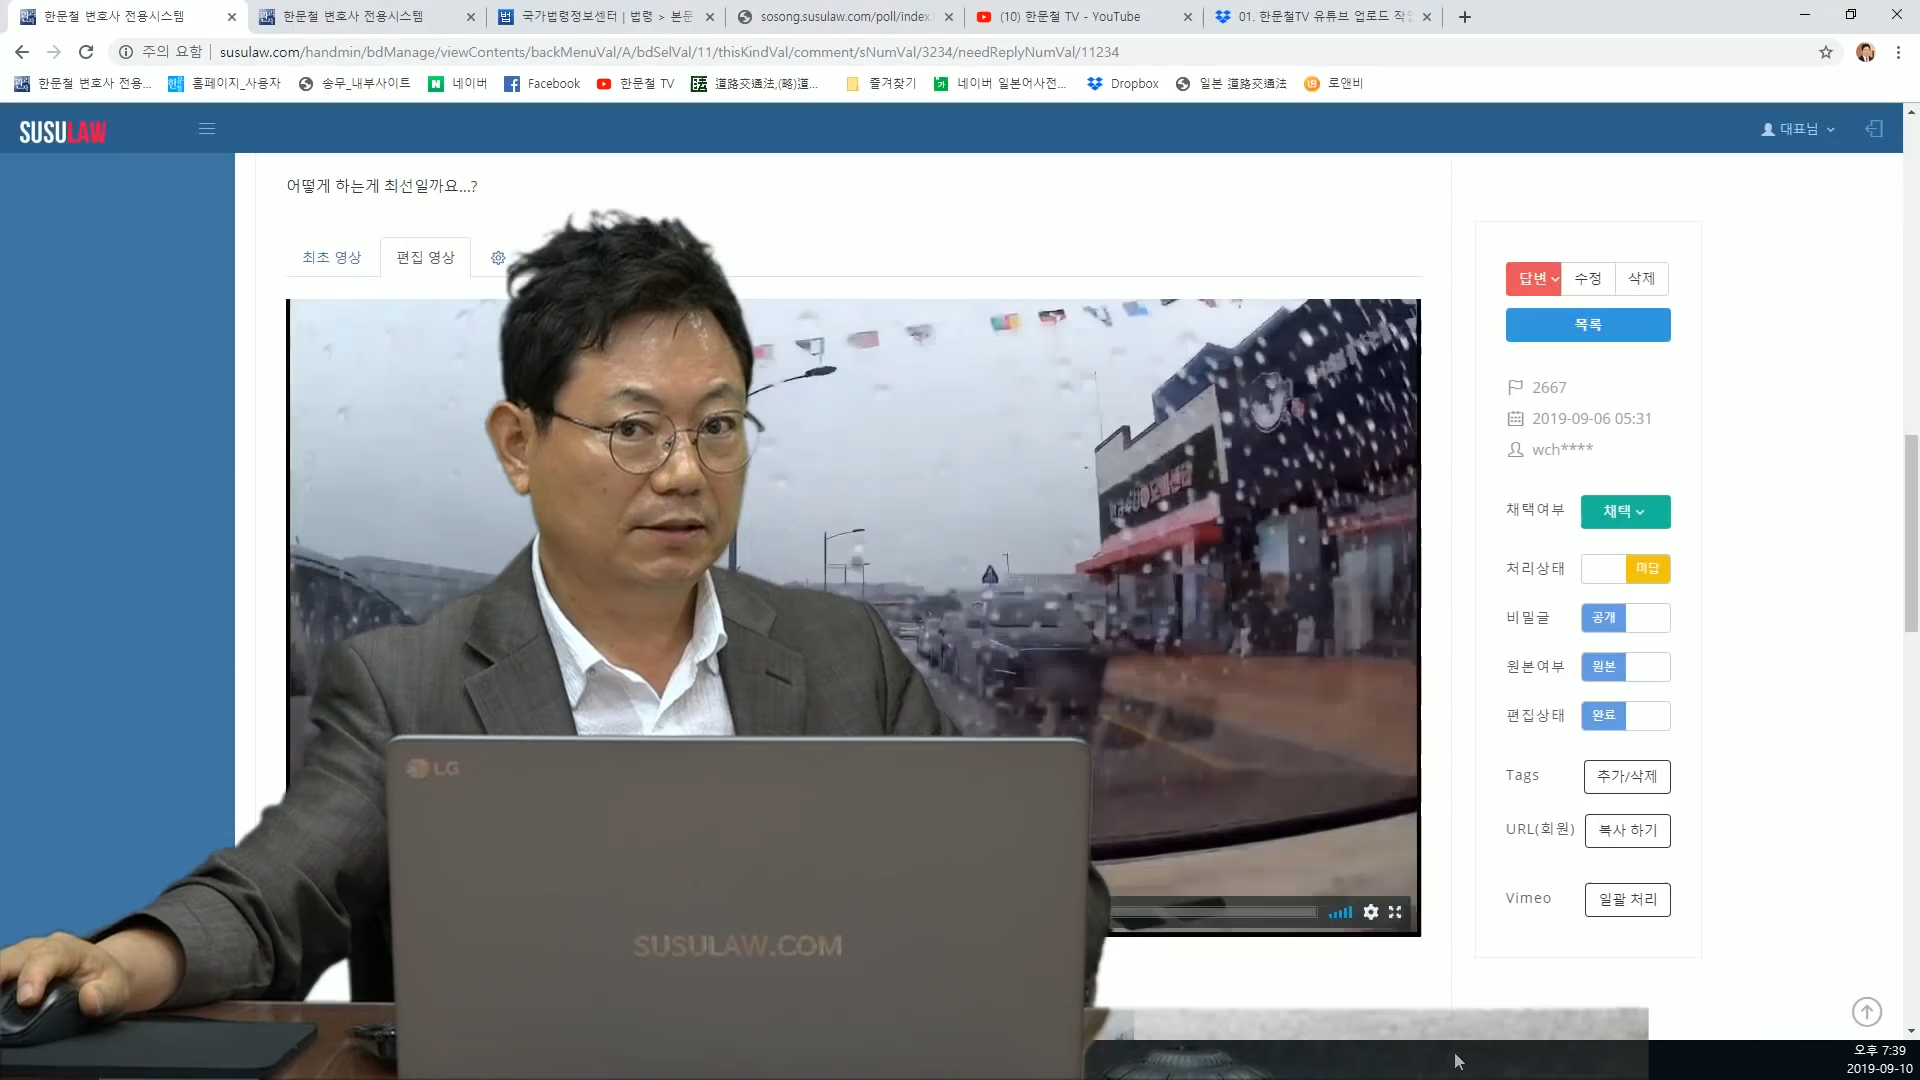 한문철 변호사 전용시스템
한문철 변호사 전용시스템
국가법령정보센터 | 법령 > 본문
sosong.susulaw.com/poll/index.
(10) 한문철 TV - YouTube
01. 한문철TV 유튜브 업로드 작업
주의 요함
susulaw.com/handmin/bdManage/viewContents/backMenuVal/A/bdSelVal/11/thisKindVal/comment/sNumVal/3234/needReplyNumVal/11234
한문철 변호사 전용...
홈페이지_사용자
송무_내부사이트
네이버
Facebook
한문철 TV
道路交通法,(略)道...
즐겨찾기
네이버 일본어사전...
Dropbox
일본 道路交通法
로앤비
SUSULAW
대표님
어떻게 하는게 최선일까요...?
최초 영상
편집 영상
답변
수정
삭제
목록
2667
2019-09-06 05:31
wch****
채택여부
채택
처리상태
미답
비밀글
공개
원본여부
원본
편집상태
완료
Tags
추가/삭제
URL(회원)
복사 하기
Vimeo
일괄 처리
LG
SUSULAW.COM
오후 7:39
2019-09-10